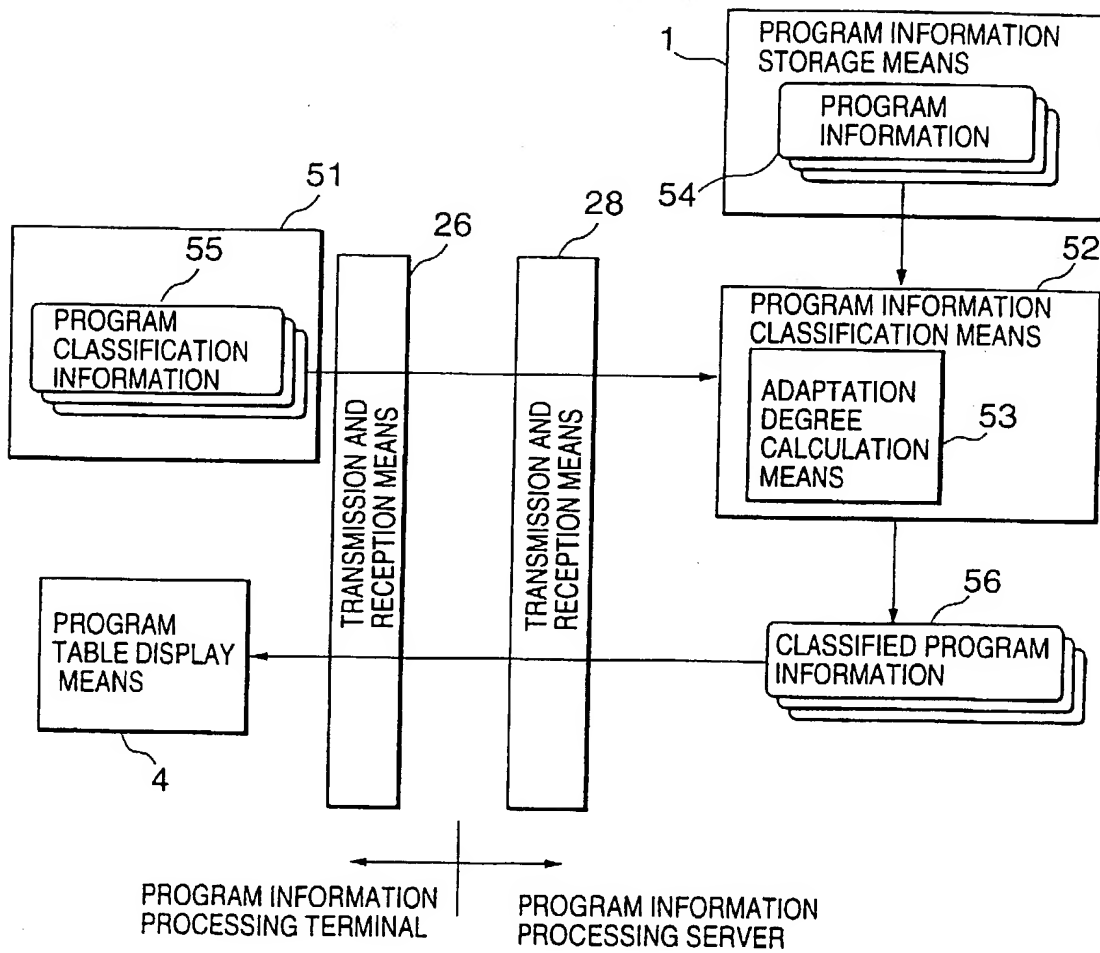 1
PROGRAM INFORMATION
STORAGE MEANS
PROGRAM
INFORMATION
54
51
55
PROGRAM
CLASSIFICATION
INFORMATION
26
TRANSMISSION AND
RECEPTION MEANS
28
TRANSMISSION AND
RECEPTION MEANS
52
PROGRAM INFORMATION
CLASSIFICATION MEANS
ADAPTATION
DEGREE
CALCULATION
MEANS
53
PROGRAM
TABLE DISPLAY
MEANS
4
56
CLASSIFIED PROGRAM
INFORMATION
PROGRAM INFORMATION
PROCESSING TERMINAL
PROGRAM INFORMATION
PROCESSING SERVER